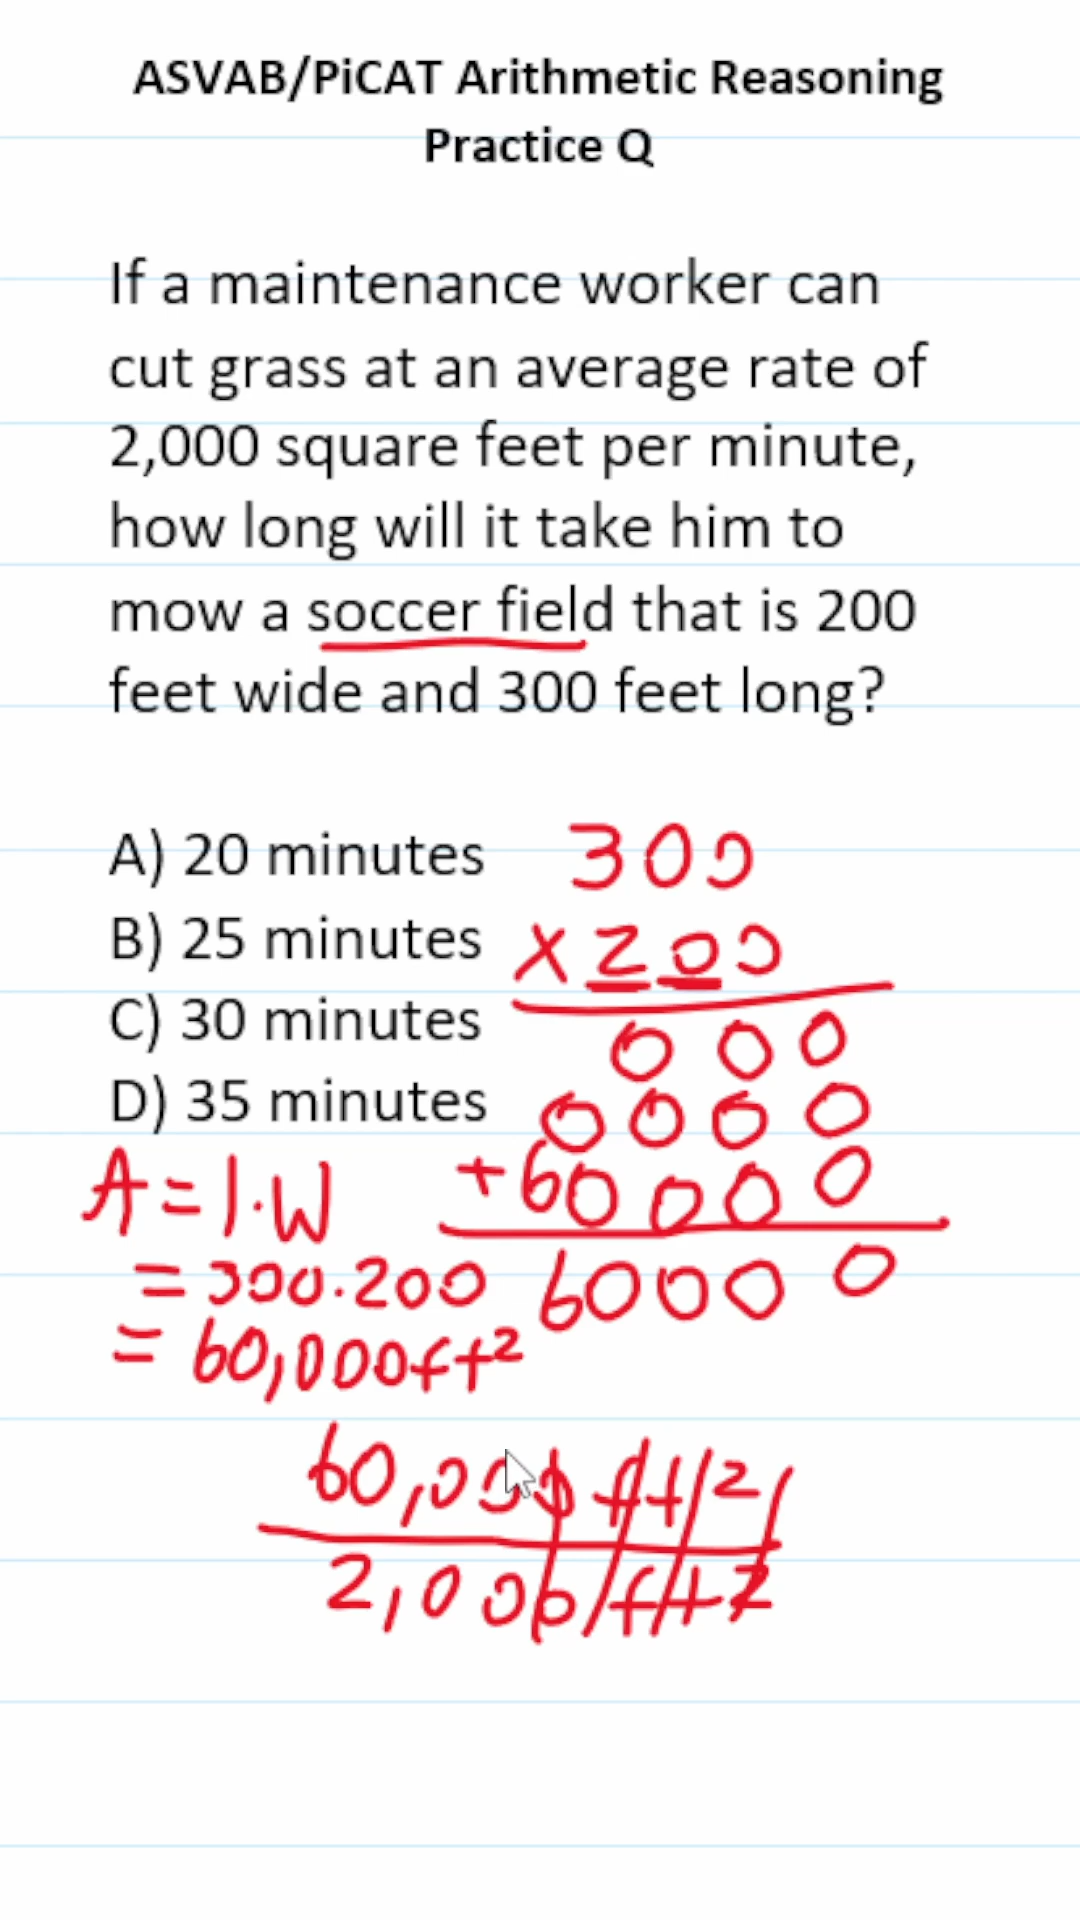 ASVAB/PiCAT Arithmetic Reasoning
Practice Q
If a maintenance worker can
cut grass at an average rate of
2,000 square feet per minute,
how long will it take him to
mow a soccer field that is 200
feet wide and 300 feet long?
A) 20 minutes
B) 25 minutes
C) 30 minutes
D) 35 minutes
300
x 200
000
0000
+60000
60000
A=l.W
=300.200
= 60,000ft²
60,000 ft²
2,000 ft²